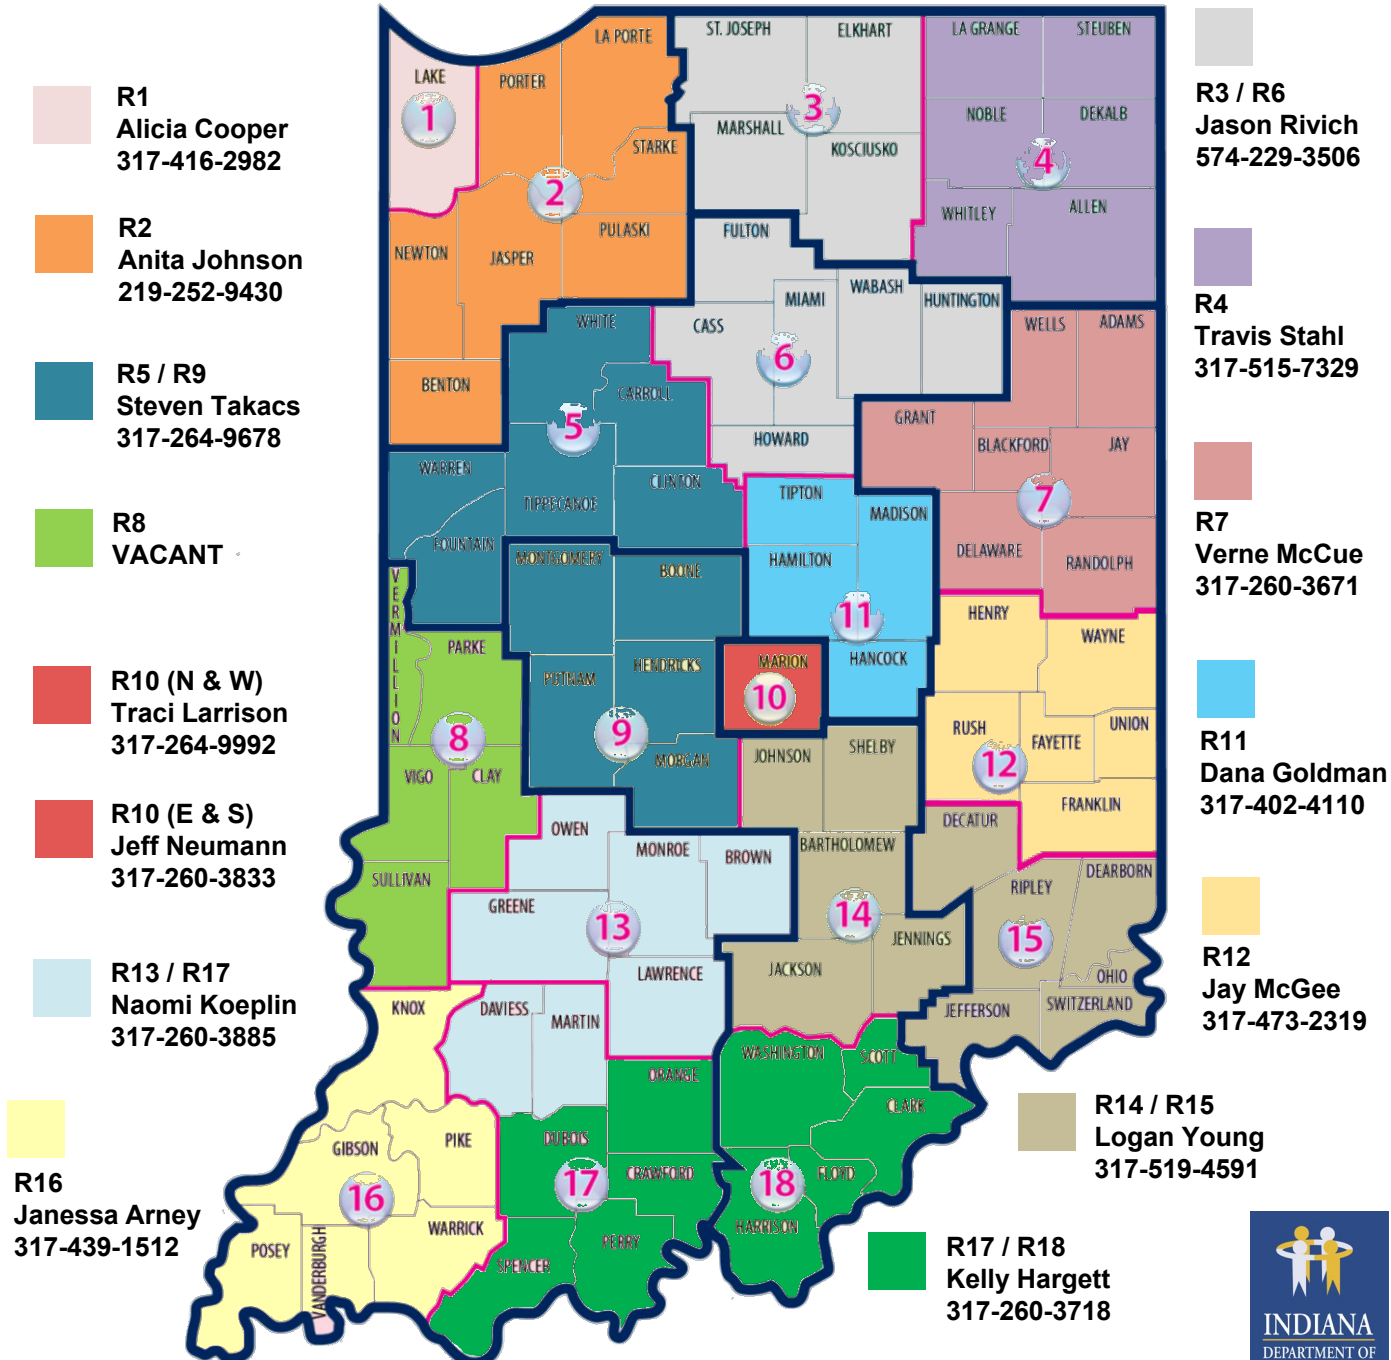 R1
Alicia Cooper
317-416-2982
R2
Anita Johnson
219-252-9430
R5 / R9
Steven Takacs
317-264-9678
R8
VACANT
R10 (N & W)
Traci Larrison
317-264-9992
R10 (E & S)
Jeff Neumann
317-260-3833
R13 / R17
Naomi Koeplin
317-260-3885
R16
Janessa Arney
317-439-1512
LAKE
1
PORTER
LA PORTE
STARKE
2
NEWTON
JASPER
PULASKI
BENTON
ST. JOSEPH
ELKHART
3
MARSHALL
KOSCIUSKO
LA GRANGE
STEUBEN
NOBLE
DEKALB
4
WHITLEY
ALLEN
WHITE
CARROLL
5
WARREN
TIPPECANOE
CLINTON
FOUNTAIN
FULTON
MIAMI
WABASH
HUNTINGTON
CASS
6
HOWARD
WELLS
ADAMS
GRANT
BLACKFORD
JAY
7
DELAWARE
RANDOLPH
VERMILLION
PARKE
8
VIGO
CLAY
SULLIVAN
MONTGOMERY
BOONE
PUTNAM
HENDRICKS
9
MORGAN
MARION
10
TIPTON
MADISON
HAMILTON
11
HANCOCK
HENRY
WAYNE
RUSH
FAYETTE
UNION
12
FRANKLIN
OWEN
MONROE
BROWN
GREENE
13
LAWRENCE
JOHNSON
SHELBY
BARTHOLOMEW
14
JACKSON
JENNINGS
DECATUR
RIPLEY
DEARBORN
15
OHIO
JEFFERSON
SWITZERLAND
KNOX
GIBSON
PIKE
16
POSEY
VANDERBURGH
WARRICK
DAVIESS
MARTIN
ORANGE
DUBOIS
CRAWFORD
17
PERRY
SPENCER
WASHINGTON
SCOTT
CLARK
18
FLOYD
HARRISON
R3 / R6
Jason Rivich
574-229-3506
R4
Travis Stahl
317-515-7329
R7
Verne McCue
317-260-3671
R11
Dana Goldman
317-402-4110
R12
Jay McGee
317-473-2319
R14 / R15
Logan Young
317-519-4591
R17 / R18
Kelly Hargett
317-260-3718
INDIANA
DEPARTMENT OF